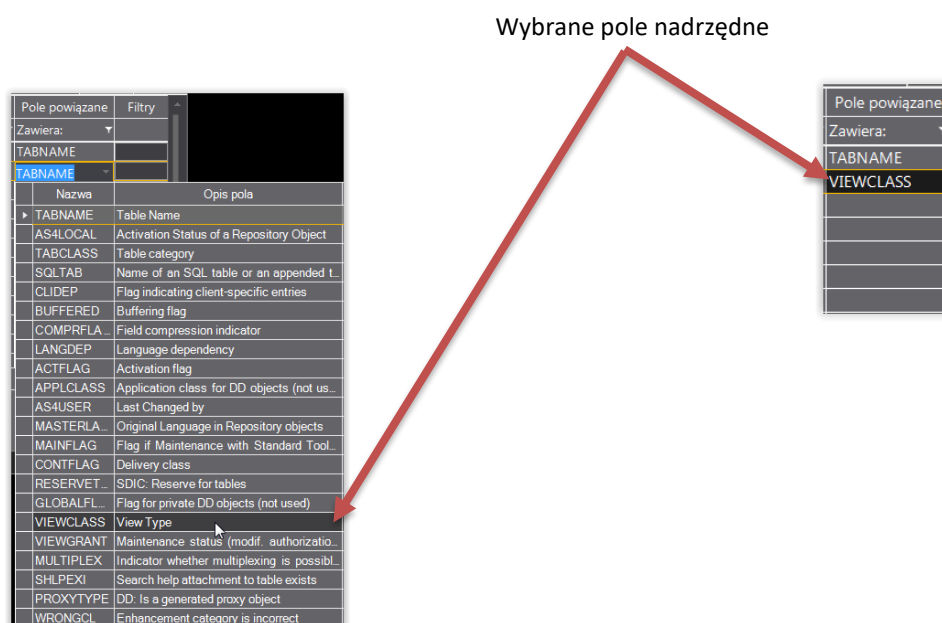 Wybrane pole nadrzędne
Pole powiązane Filtry
Zawiera:
TABNAME
TABNAME
Nazwa Opis pola
TABNAME Table Name
AS4LOCAL Activation Status of a Repository Object
TABCLASS Table category
SQLTAB Name of an SQL table or an appended t...
CLIDEP Flag indicating client-specific entries
BUFFERED Buffering flag
COMPRFLA... Field compression indicator
LANGDEP Language dependency
ACTFLAG Activation flag
APPLCLASS Application class for DD objects (not us...
AS4USER Last Changed by
MASTERLA... Original Language in Repository objects
MAINFLAG Flag if Maintenance with Standard Tool...
CONTFLAG Delivery class
RESERVET... SDIC: Reserve for tables
GLOBALFL... Flag for private DD objects (not used)
VIEWCLASS View Type
VIEWGRANT Maintenance status (modif. authorizatio...
MULTIPLEX Indicator whether multiplexing is possibl...
SHLPEXI Search help attachment to table exists
PROXYTYPE DD: Is a generated proxy object
WRONGCL Enhancement category is incorrect
Pole powiązane
Zawiera:
TABNAME
VIEWCLASS